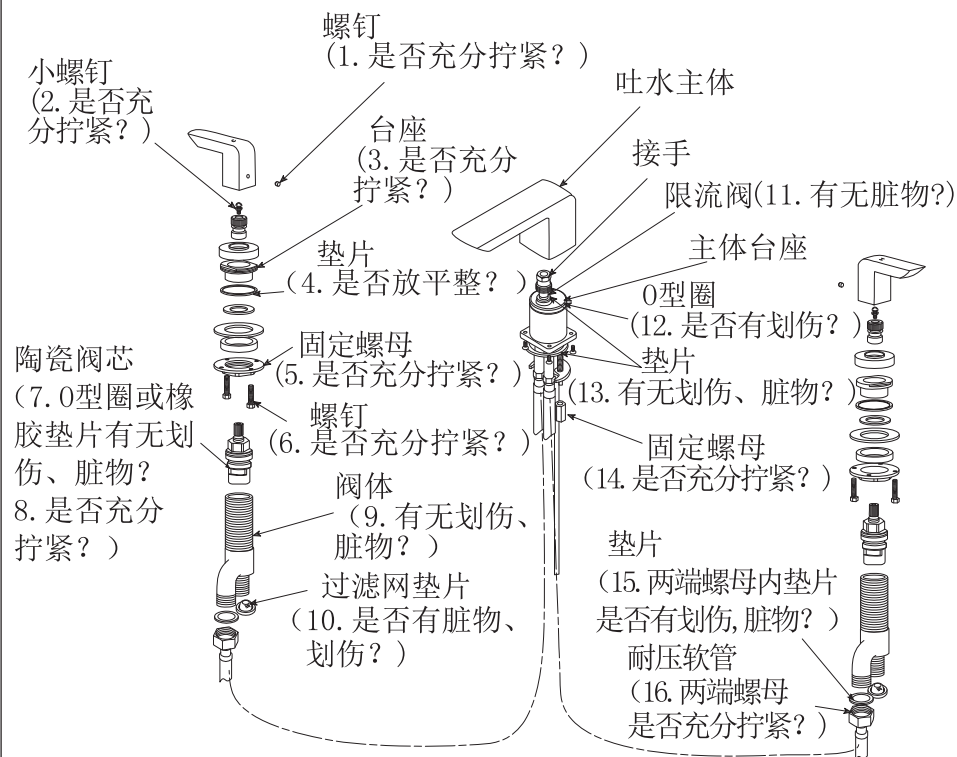 螺钉
(1. 是否充分拧紧？)
小螺钉
(2. 是否充
分拧紧？)
台座
(3. 是否充分
拧紧？)
垫片
(4. 是否放平整？)
固定螺母
(5. 是否充分拧紧？)
螺钉
(6. 是否充分拧紧？)
陶瓷阀芯
(7. O型圈或橡
胶垫片有无划
伤、脏物？
8. 是否充分
拧紧？)
阀体
(9. 有无划伤、
脏物？)
过滤网垫片
(10. 是否有脏物、
划伤？)
吐水主体
接手
限流阀(11. 有无脏物?)
主体台座
O型圈
(12. 是否有划伤？)
垫片
(13. 有无划伤、脏物？)
固定螺母
(14. 是否充分拧紧？)
垫片
(15. 两端螺母内垫片
是否有划伤,脏物？)
耐压软管
(16. 两端螺母
是否充分拧紧？)